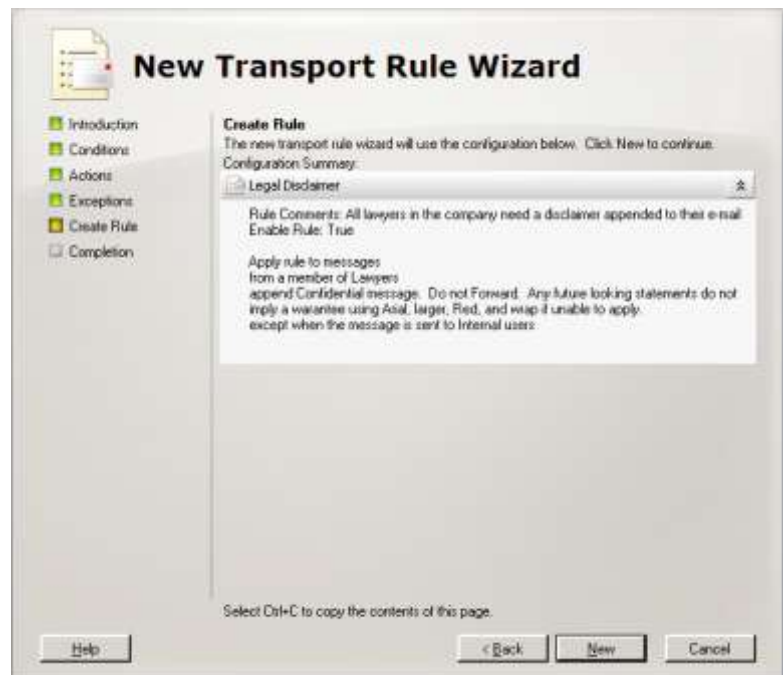 New Transport Rule Wizard
Introduction
Conditions
Actions
Exceptions
Create Rule
Completion
Create Rule
The new transport rule wizard will use the configuration below. Click New to continue.
Configuration Summary:
Legal Disclaimer
Rule Comments: All lawyers in the company need a disclaimer appended to their e-mail
Enable Rule: True
Apply rule to messages
from a member of Lawyers
append Confidential message. Do not Forward. Any future looking statements do not
imply a warantee using Arial, larger, Red, and wrap if unable to apply.
except when the message is sent to Internal users
Select Ctrl+C to copy the contents of this page.
Help
< Back
New
Cancel